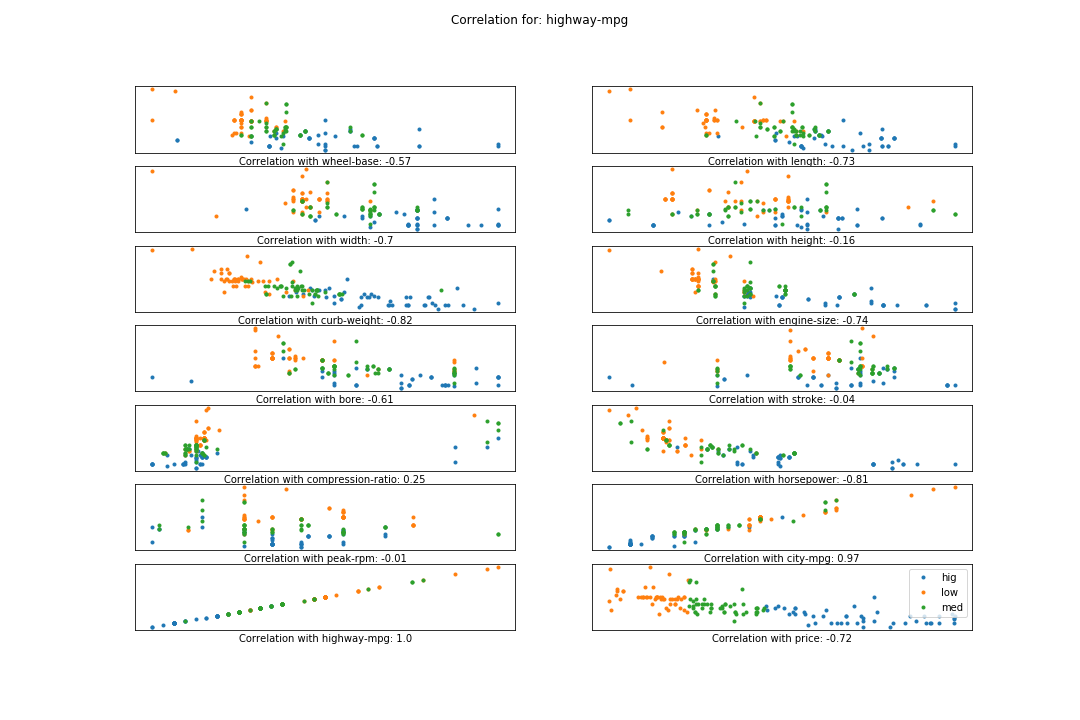 Correlation for: highway-mpg
Correlation with wheel-base: -0.57
Correlation with length: -0.73
Correlation with width: -0.7
Correlation with height: -0.16
Correlation with curb-weight: -0.82
Correlation with engine-size: -0.74
Correlation with bore: -0.61
Correlation with stroke: -0.04
Correlation with compression-ratio: 0.25
Correlation with horsepower: -0.81
Correlation with peak-rpm: -0.01
Correlation with city-mpg: 0.97
hig
low
med
Correlation with highway-mpg: 1.0
Correlation with price: -0.72